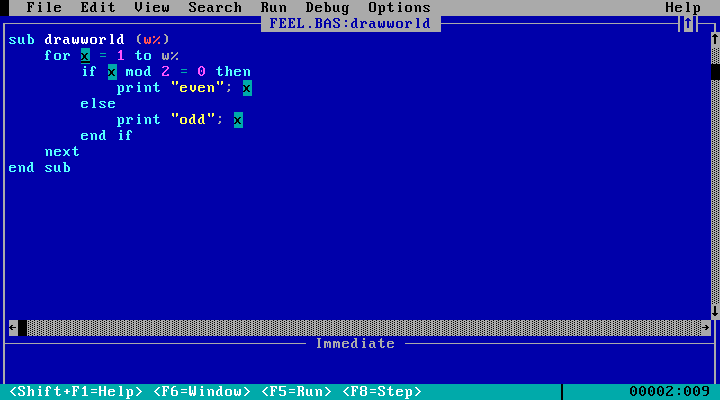 File Edit View Search Run Debug Options Help
FEEL.BAS:drawworld
sub drawworld (w%)
for x = 1 to w%
if x mod 2 = 0 then
print "even"; x
else
print "odd"; x
end if
next
end sub
Immediate
<Shift+F1=Help> <F6=Window> <F5=Run> <F8=Step> 00002:009